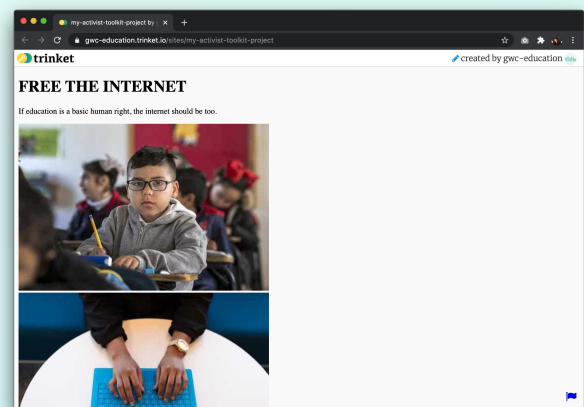 my-activist-toolkit-project by g
gwc-education.trinket.io/sites/my-activist-toolkit-project
trinket
created by gwc-education
FREE THE INTERNET
If education is a basic human right, the internet should be too.